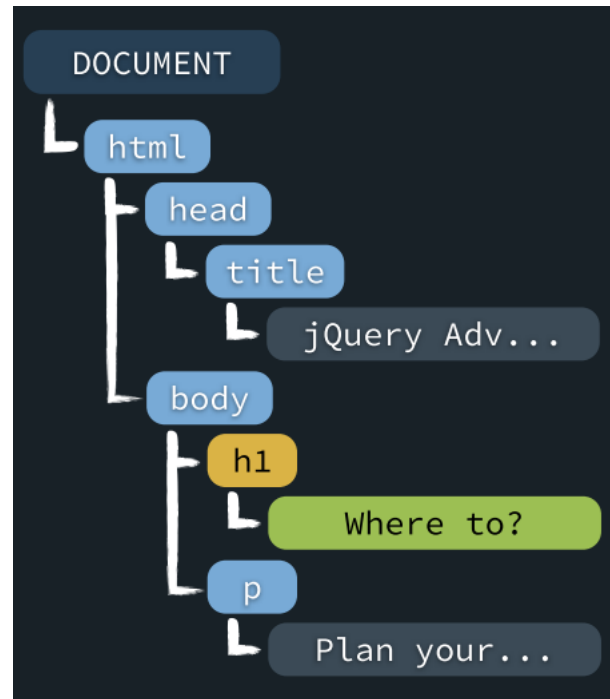 DOCUMENT
html
head
title
jQuery Adv...
body
h1
Where to?
p
Plan your...